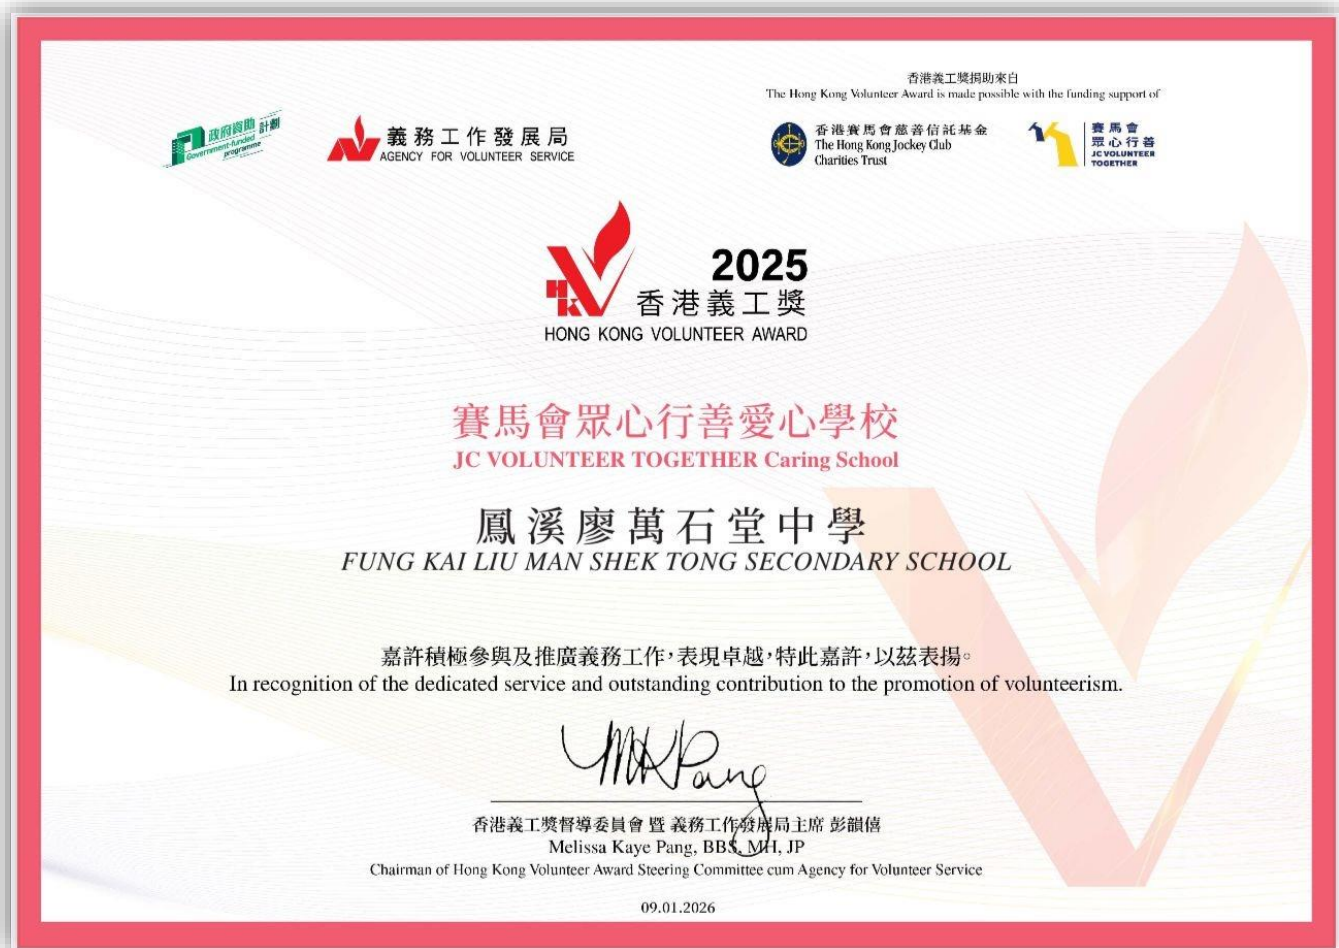 香港義工獎捐助來自
The Hong Kong Volunteer Award is made possible with the funding support of
政府資助計劃
Government-funded programme
義務工作發展局
AGENCY FOR VOLUNTEER SERVICE
香港賽馬會慈善信託基金
The Hong Kong Jockey Club
Charities Trust
賽馬會
眾心行善
JC VOLUNTEER
TOGETHER
HK
2025
香港義工獎
HONG KONG VOLUNTEER AWARD
賽馬會眾心行善愛心學校
JC VOLUNTEER TOGETHER Caring School
鳳溪廖萬石堂中學
FUNG KAI LIU MAN SHEK TONG SECONDARY SCHOOL
嘉許積極參與及推廣義務工作，表現卓越，特此嘉許，以茲表揚。
In recognition of the dedicated service and outstanding contribution to the promotion of volunteerism.
MKPang
香港義工獎督導委員會 暨 義務工作發展局主席 彭韻僖
Melissa Kaye Pang, BBS, MH, JP
Chairman of Hong Kong Volunteer Award Steering Committee cum Agency for Volunteer Service
09.01.2026